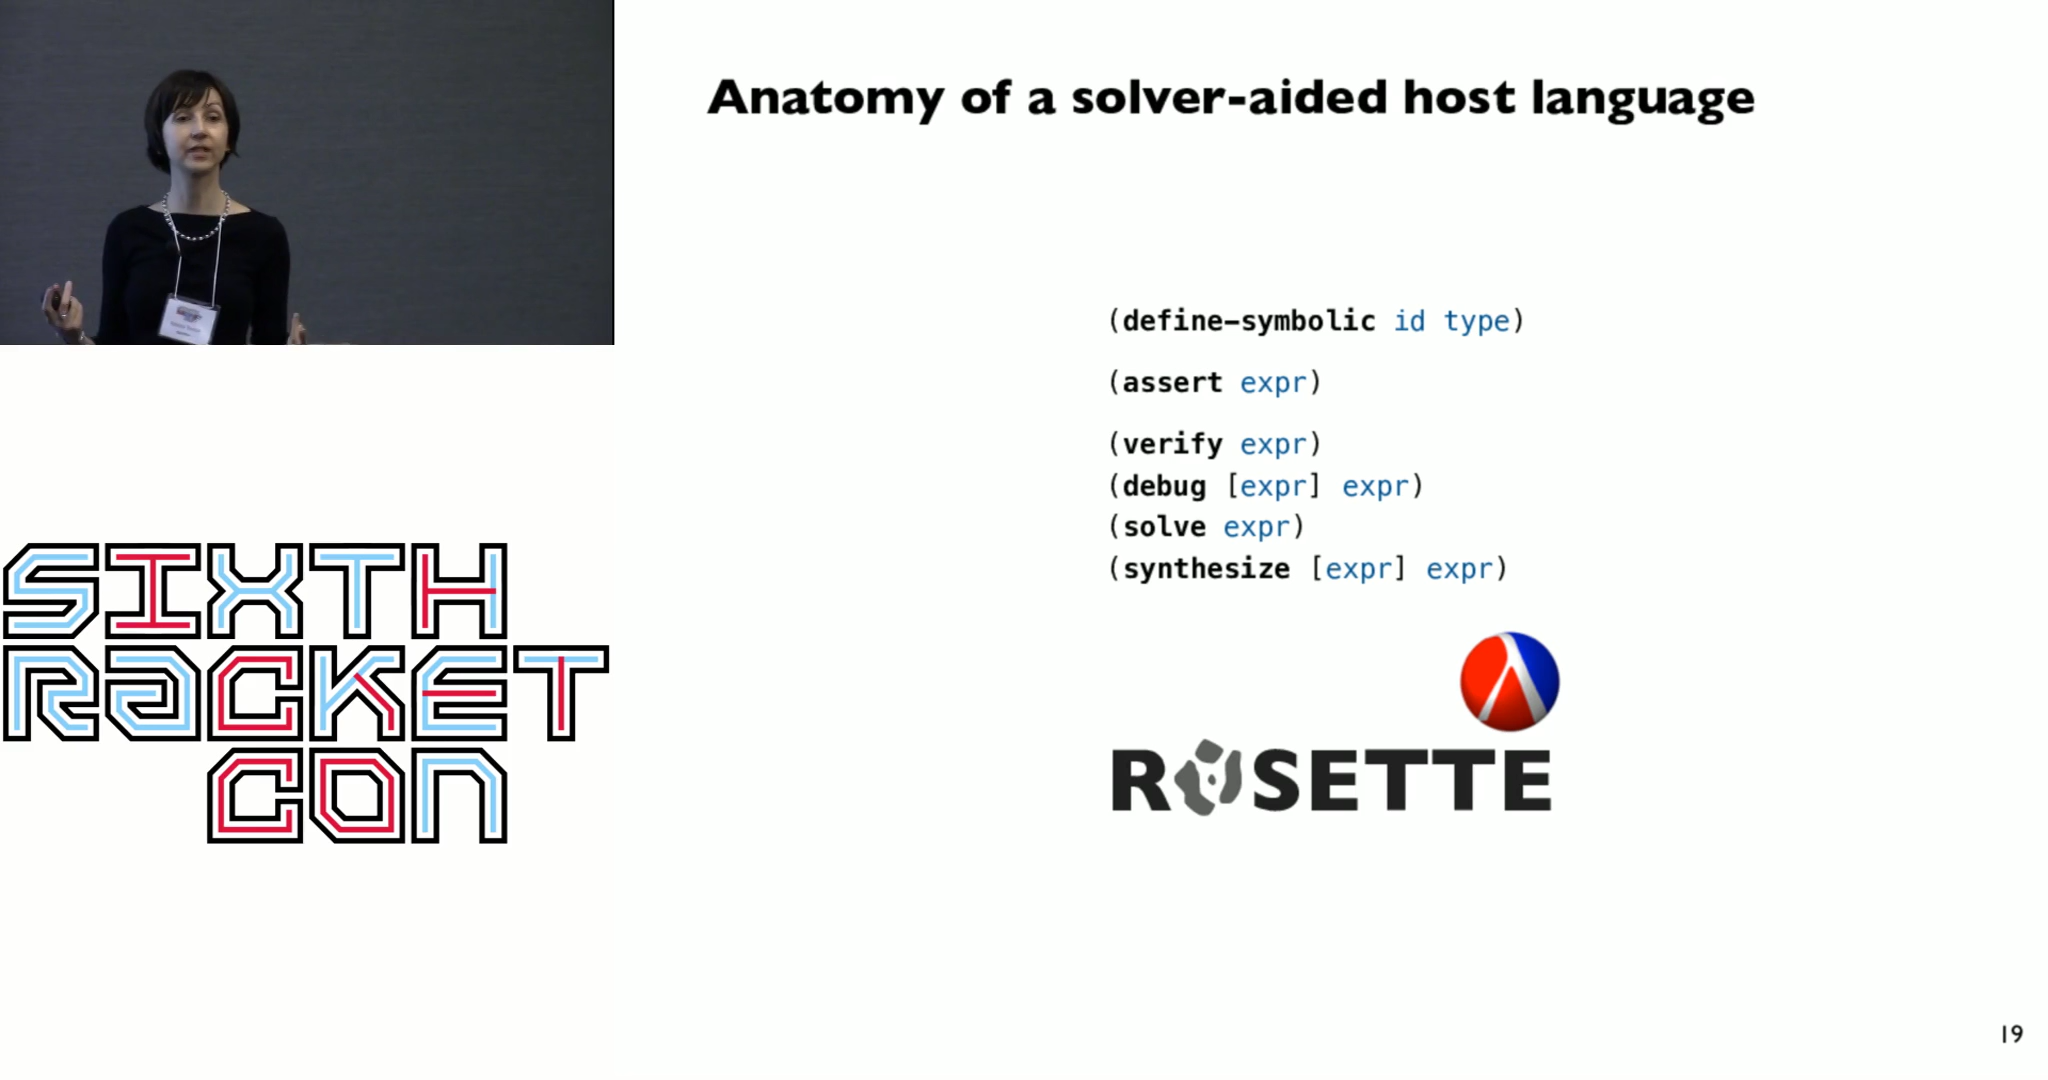 Anatomy of a solver-aided host language
(define-symbolic id type)
(assert expr)
(verify expr)
(debug [expr] expr)
(solve expr)
(synthesize [expr] expr)
ROSETTE
SIXTH
RACKET
CON
19